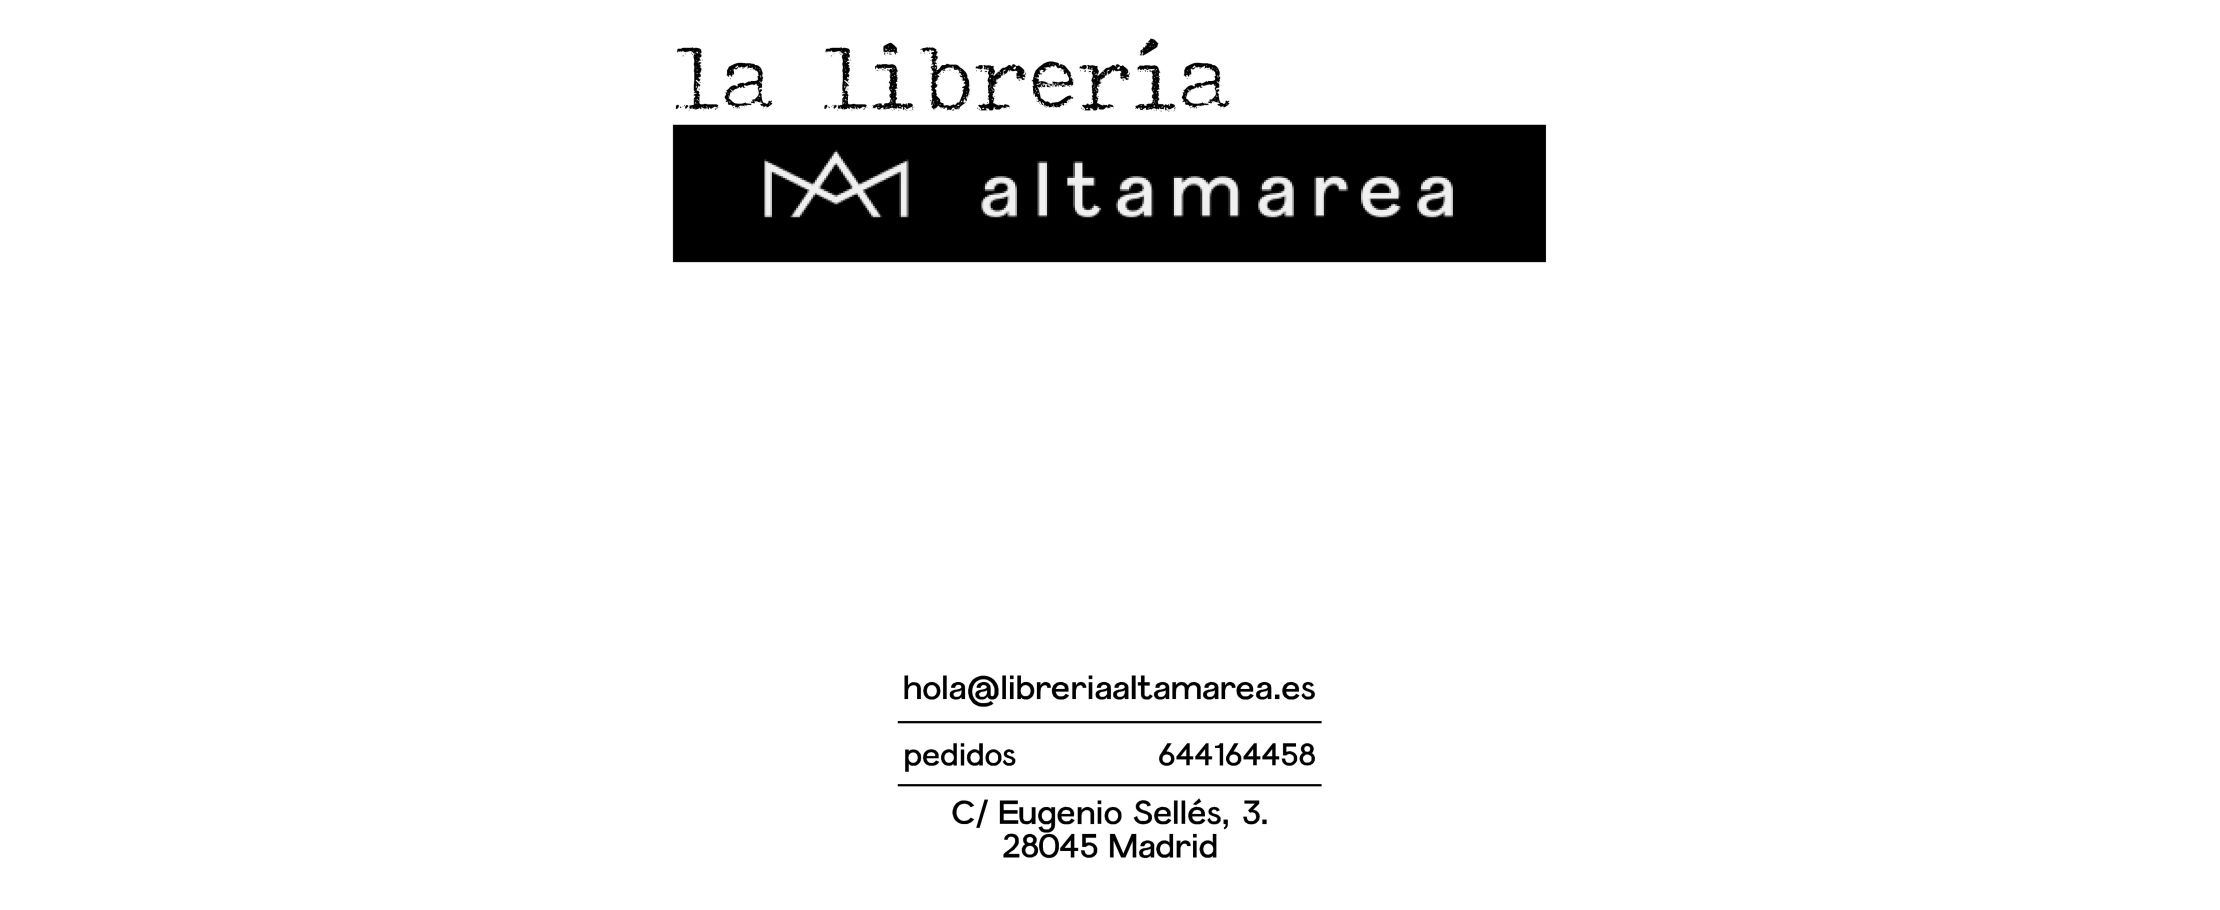 la librería
altamarea
hola@libreriaaltamarea.es
pedidos 644164458
C/ Eugenio Sellés, 3.
28045 Madrid